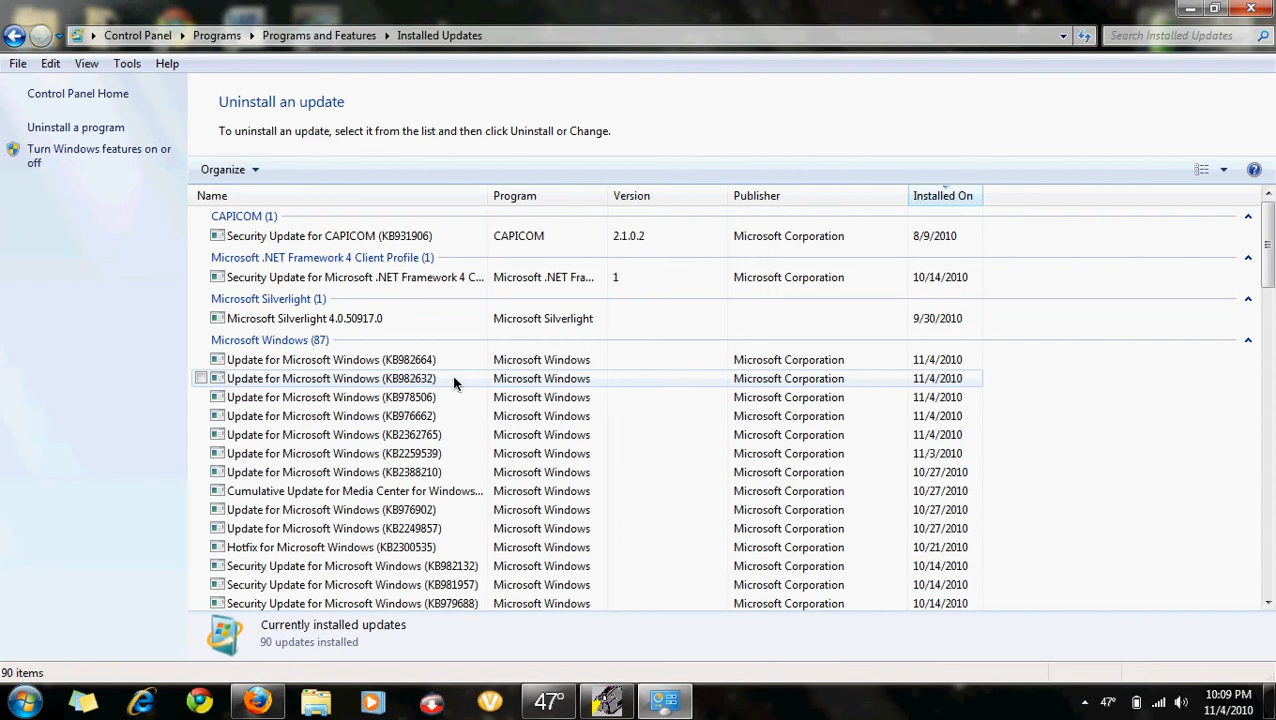 Control Panel Programs Programs and Features Installed Updates Search Installed Updates
File Edit View Tools Help
Control Panel Home
Uninstall a program
Turn Windows features on or
off
Uninstall an update
To uninstall an update, select it from the list and then click Uninstall or Change.
Organize
Name Program Version Publisher Installed On
CAPICOM (1)
Security Update for CAPICOM (KB931906) CAPICOM 2.1.0.2 Microsoft Corporation 8/9/2010
Microsoft .NET Framework 4 Client Profile (1)
Security Update for Microsoft .NET Framework 4 C... Microsoft .NET Fra... 1 Microsoft Corporation 10/14/2010
Microsoft Silverlight (1)
Microsoft Silverlight 4.0.50917.0 Microsoft Silverlight 9/30/2010
Microsoft Windows (87)
Update for Microsoft Windows (KB982664) Microsoft Windows Microsoft Corporation 11/4/2010
Update for Microsoft Windows (KB982632) Microsoft Windows Microsoft Corporation 11/4/2010
Update for Microsoft Windows (KB978506) Microsoft Windows Microsoft Corporation 11/4/2010
Update for Microsoft Windows (KB976662) Microsoft Windows Microsoft Corporation 11/4/2010
Update for Microsoft Windows (KB2362765) Microsoft Windows Microsoft Corporation 11/4/2010
Update for Microsoft Windows (KB2259539) Microsoft Windows Microsoft Corporation 11/3/2010
Update for Microsoft Windows (KB2388210) Microsoft Windows Microsoft Corporation 10/27/2010
Cumulative Update for Media Center for Windows... Microsoft Windows Microsoft Corporation 10/27/2010
Update for Microsoft Windows (KB976902) Microsoft Windows Microsoft Corporation 10/27/2010
Update for Microsoft Windows (KB2249857) Microsoft Windows Microsoft Corporation 10/27/2010
Hotfix for Microsoft Windows (KB2300535) Microsoft Windows Microsoft Corporation 10/21/2010
Security Update for Microsoft Windows (KB982132) Microsoft Windows Microsoft Corporation 10/14/2010
Security Update for Microsoft Windows (KB981957) Microsoft Windows Microsoft Corporation 10/14/2010
Security Update for Microsoft Windows (KB979688) Microsoft Windows Microsoft Corporation 10/14/2010
Currently installed updates
90 updates installed
90 items
47° 47° 10:09 PM
11/4/2010